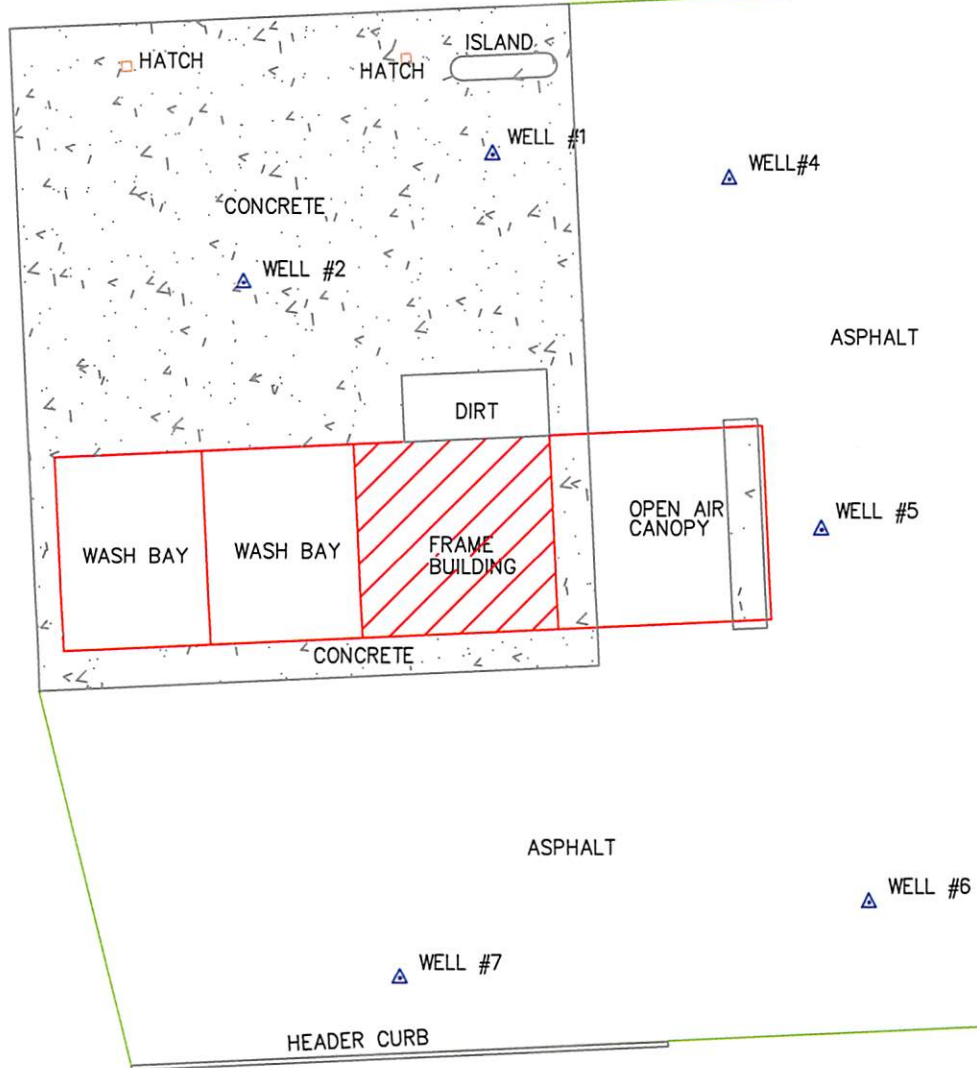 ISLAND
HATCH
HATCH
WELL #1
WELL#4
CONCRETE
WELL #2
ASPHALT
DIRT
OPEN AIR
CANOPY
WELL #5
WASH BAY
WASH BAY
FRAME
BUILDING
CONCRETE
ASPHALT
WELL #6
WELL #7
HEADER CURB